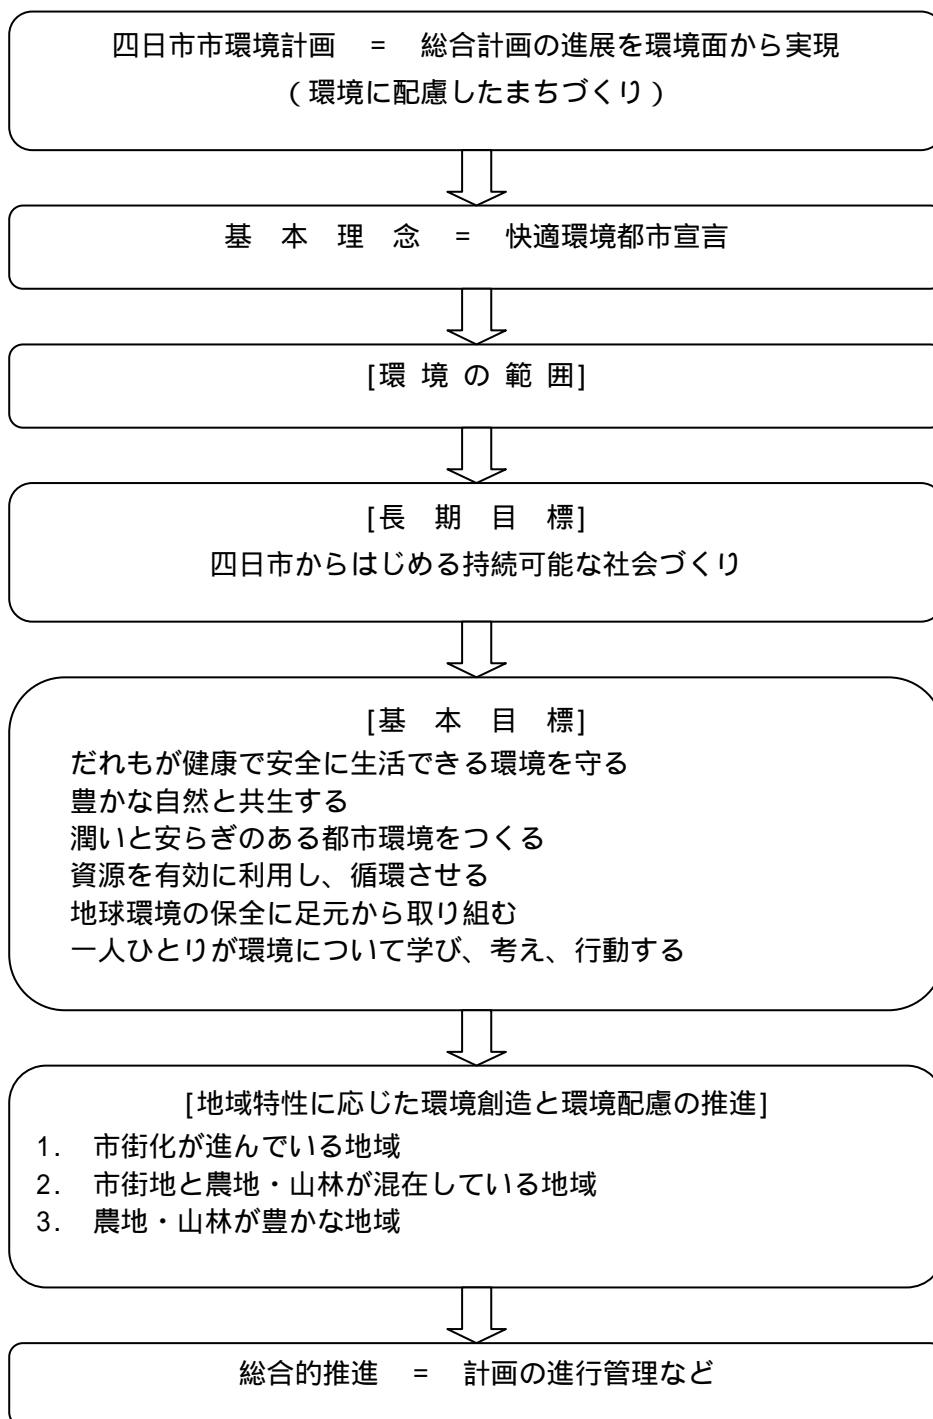 四日市市環境計画　=　総合計画の進展を環境面から実現
（環境に配慮したまちづくり）
基　本　理　念　=　快適環境都市宣言
[環 境 の 範 囲]
[長　期　目　標]
四日市からはじめる持続可能な社会づくり
[基　本　目　標]
だれもが健康で安全に生活できる環境を守る
豊かな自然と共生する
潤いと安らぎのある都市環境をつくる
資源を有効に利用し、循環させる
地球環境の保全に足元から取り組む
一人ひとりが環境について学び、考え、行動する
[地域特性に応じた環境創造と環境配慮の推進]
1.　市街化が進んでいる地域
2.　市街地と農地・山林が混在している地域
3.　農地・山林が豊かな地域
総合的推進　=　計画の進行管理など